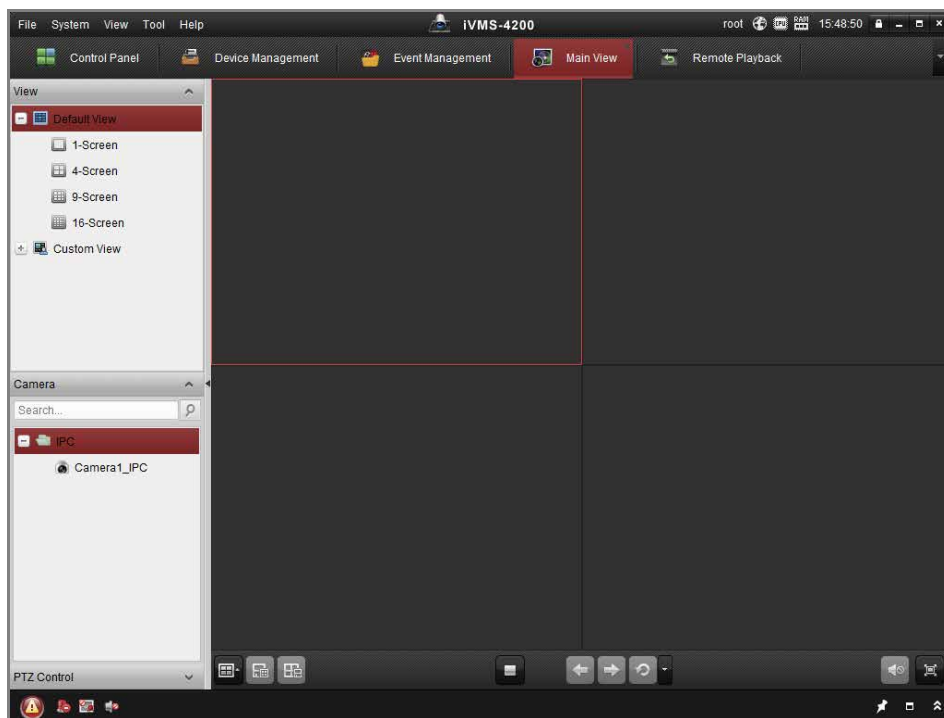 File System View Tool Help iVMS-4200 root CPU RAM 15:48:50
Control Panel Device Management Event Management Main View Remote Playback
View
Default View
1-Screen
4-Screen
9-Screen
16-Screen
Custom View
Camera
Search...
IPC
Camera1_IPC
PTZ Control